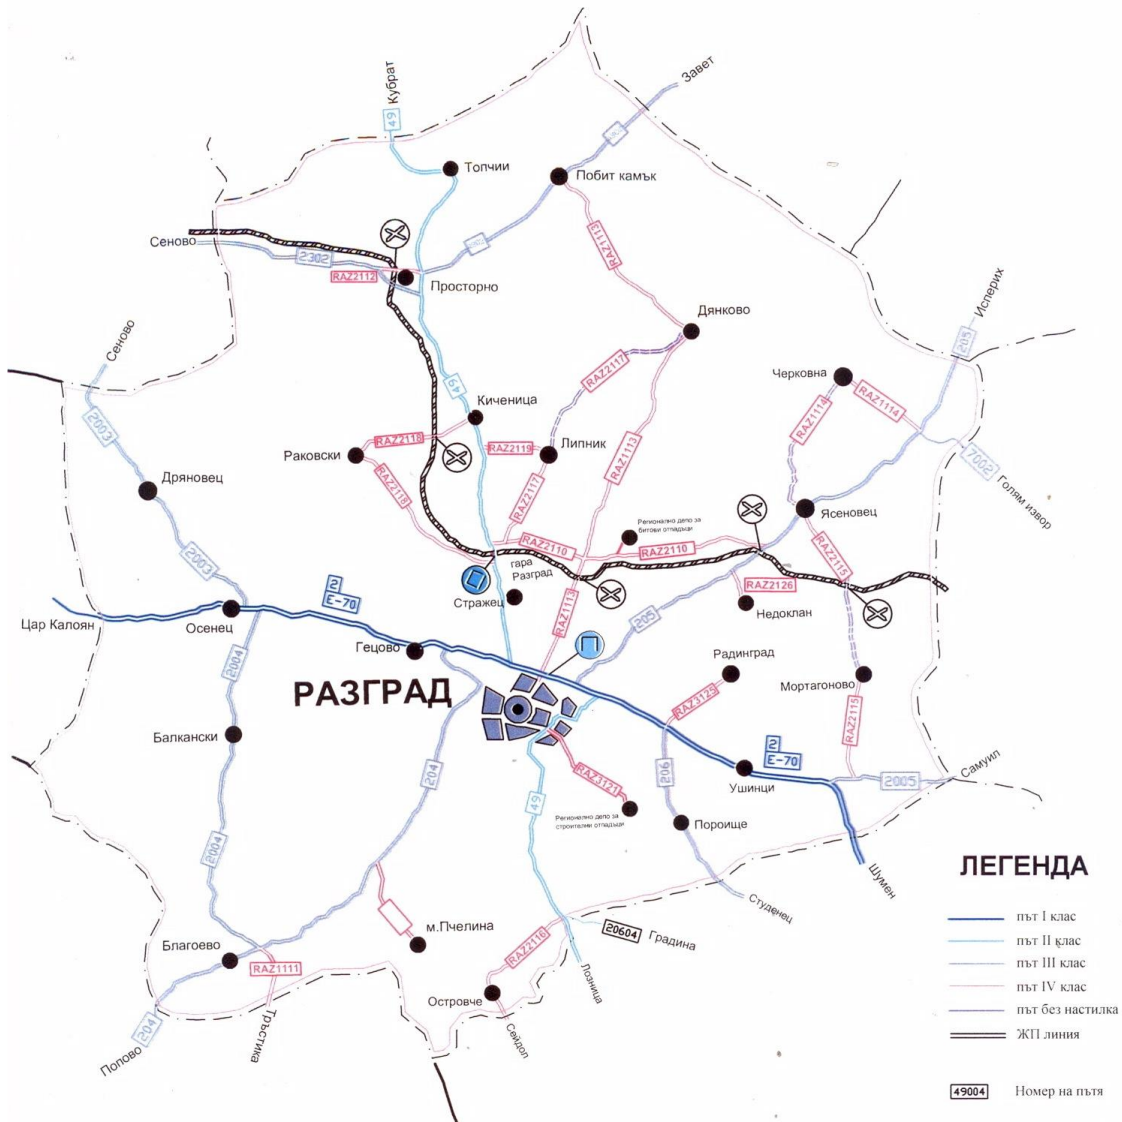 Кубрат
49
Завет
Топчии
Побит камък
Сеново
2302
RAZ2112
Просторно
RAZ1113
Дянково
Исперих
205
Сеново
2003
49
RAZ2117
Черковна
RAZ1114
RAZ1114
Киченица
RAZ2118
RAZ2119
Липник
Раковски
RAZ2118
RAZ2117
RAZ1113
7002
Голям извор
Дряновец
2003
Ясеновец
Регионално депо за
битови отпадъци
RAZ2110
RAZ2110
RAZ2115
гара
Разград
RAZ2126
Стражец
Недоклан
2
E-70
Цар Калоян
Осенец
RAZ1113
205
Гецово
2004
РАЗГРАД
Радинград
RAZ3125
Мортагоново
RAZ2115
Балкански
204
2
E-70
Ушинци
2005
Самуил
206
RAZ3121
49
Регионално депо за
строителни отпадъци
Пороище
2004
Шумен
Студенец
ЛЕГЕНДА
път I клас
път II клас
път III клас
път IV клас
път без настилка
ЖП линия
49004 Номер на пътя
м.Пчелина
20604
Градина
RAZ2116
Благоево
RAZ1111
Лозница
Островче
Сейдол
204
Попово
Тръстика